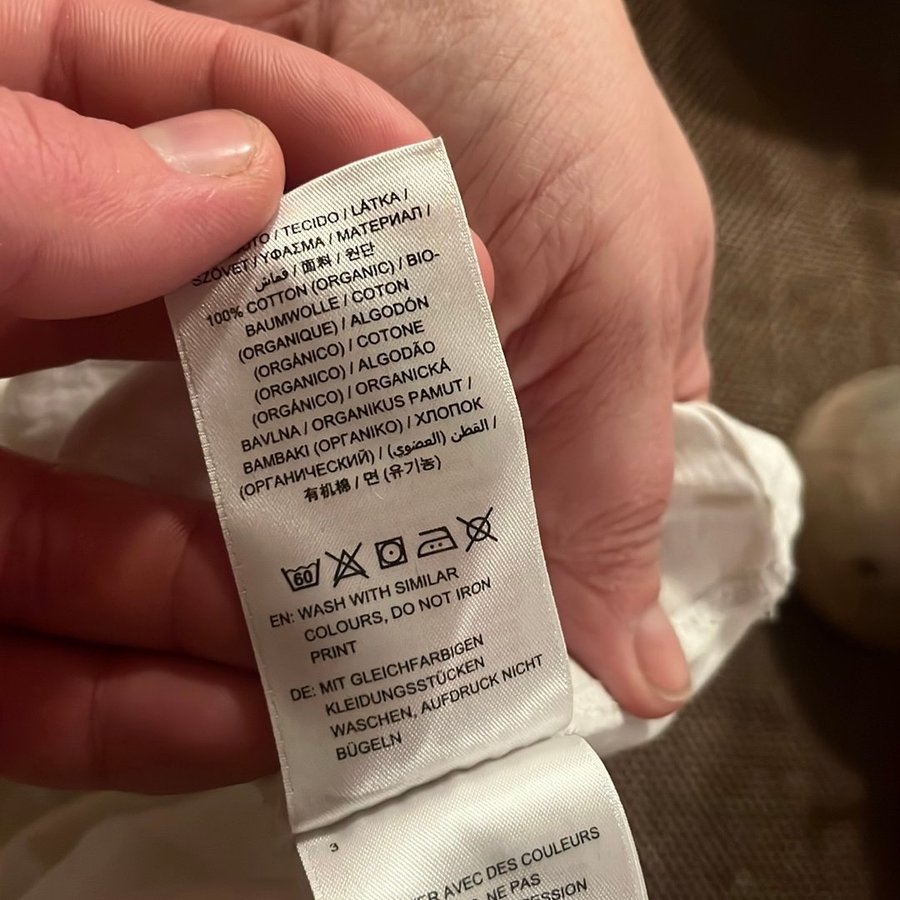 / TECIDO / LÁTKA /
SZÖVET / ΥΦΑΣΜΑ / МАТЕРИАЛ /
قماش / 面料 / 원단
100% COTTON (ORGANIC) / BIO-
BAUMWOLLE / COTON
(ORGANIQUE) / ALGODÓN
(ORGÁNICO) / COTONE
(ORGANICO) / ALGODÃO
(ORGÁNICO) / ORGANICKÁ
BAVLNA / ORGANIKUS PAMUT /
ΒΑΜΒΑΚΙ (ΟΡΓΑΝΙΚΟ) / ХЛОПОК
(ОРГАНИЧЕСКИЙ) / القطن (العضوي) /
有机棉 / 면 (유기농)
60
EN: WASH WITH SIMILAR
COLOURS, DO NOT IRON
PRINT
DE: MIT GLEICHFARBIGEN
KLEIDUNGSSTÜCKEN
WASCHEN, AUFDRUCK NICHT
BÜGELN
3
AVEC DES COULEURS
NE PAS